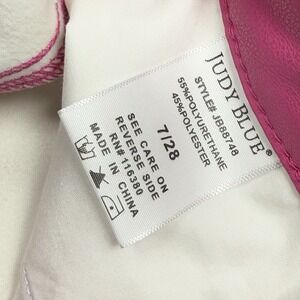 JUDY BLUE®
STYLE# JB88748
55%POLYURETHANE
45%POLYESTER
7/28
SEE CARE ON
REVERSE SIDE
RN# 116380
MADE IN CHINA